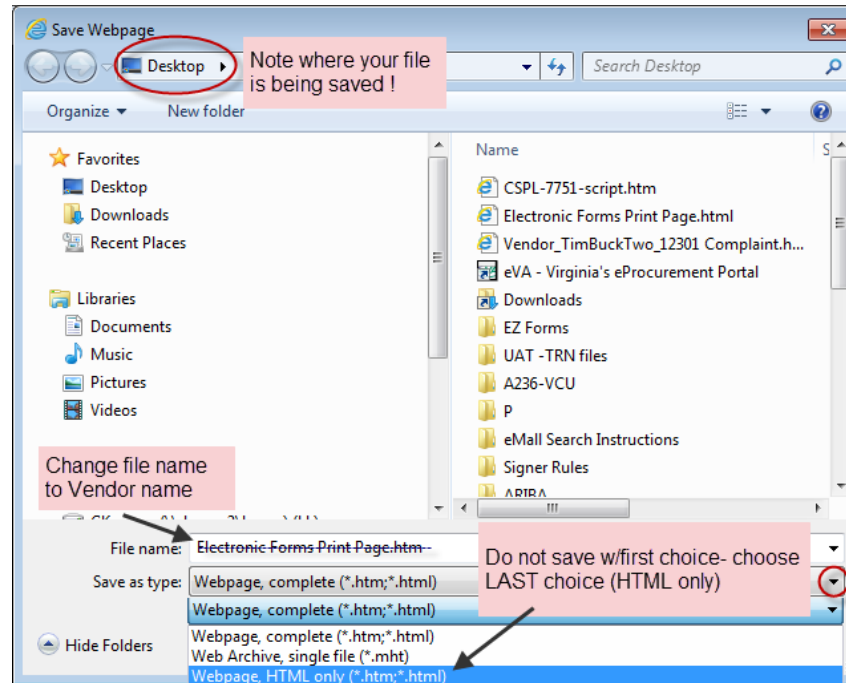 Save Webpage
Desktop
Note where your file
is being saved !
Search Desktop
Organize
New folder
Favorites
Desktop
Downloads
Recent Places
Libraries
Documents
Music
Pictures
Videos
Name
S
CSPL-7751-script.htm
Electronic Forms Print Page.html
Vendor_TimBuckTwo_12301 Complaint.h...
eVA - Virginia's eProcurement Portal
Downloads
EZ Forms
UAT -TRN files
A236-VCU
P
eMall Search Instructions
Signer Rules
ARIBA
Change file name
to Vendor name
File name: Electronic Forms Print Page.htm
Do not save w/first choice- choose
LAST choice (HTML only)
Save as type: Webpage, complete (*.htm;*.html)
Webpage, complete (*.htm;*.html)
Hide Folders
Webpage, complete (*.htm;*.html)
Web Archive, single file (*.mht)
Webpage, HTML only (*.htm;*.html)